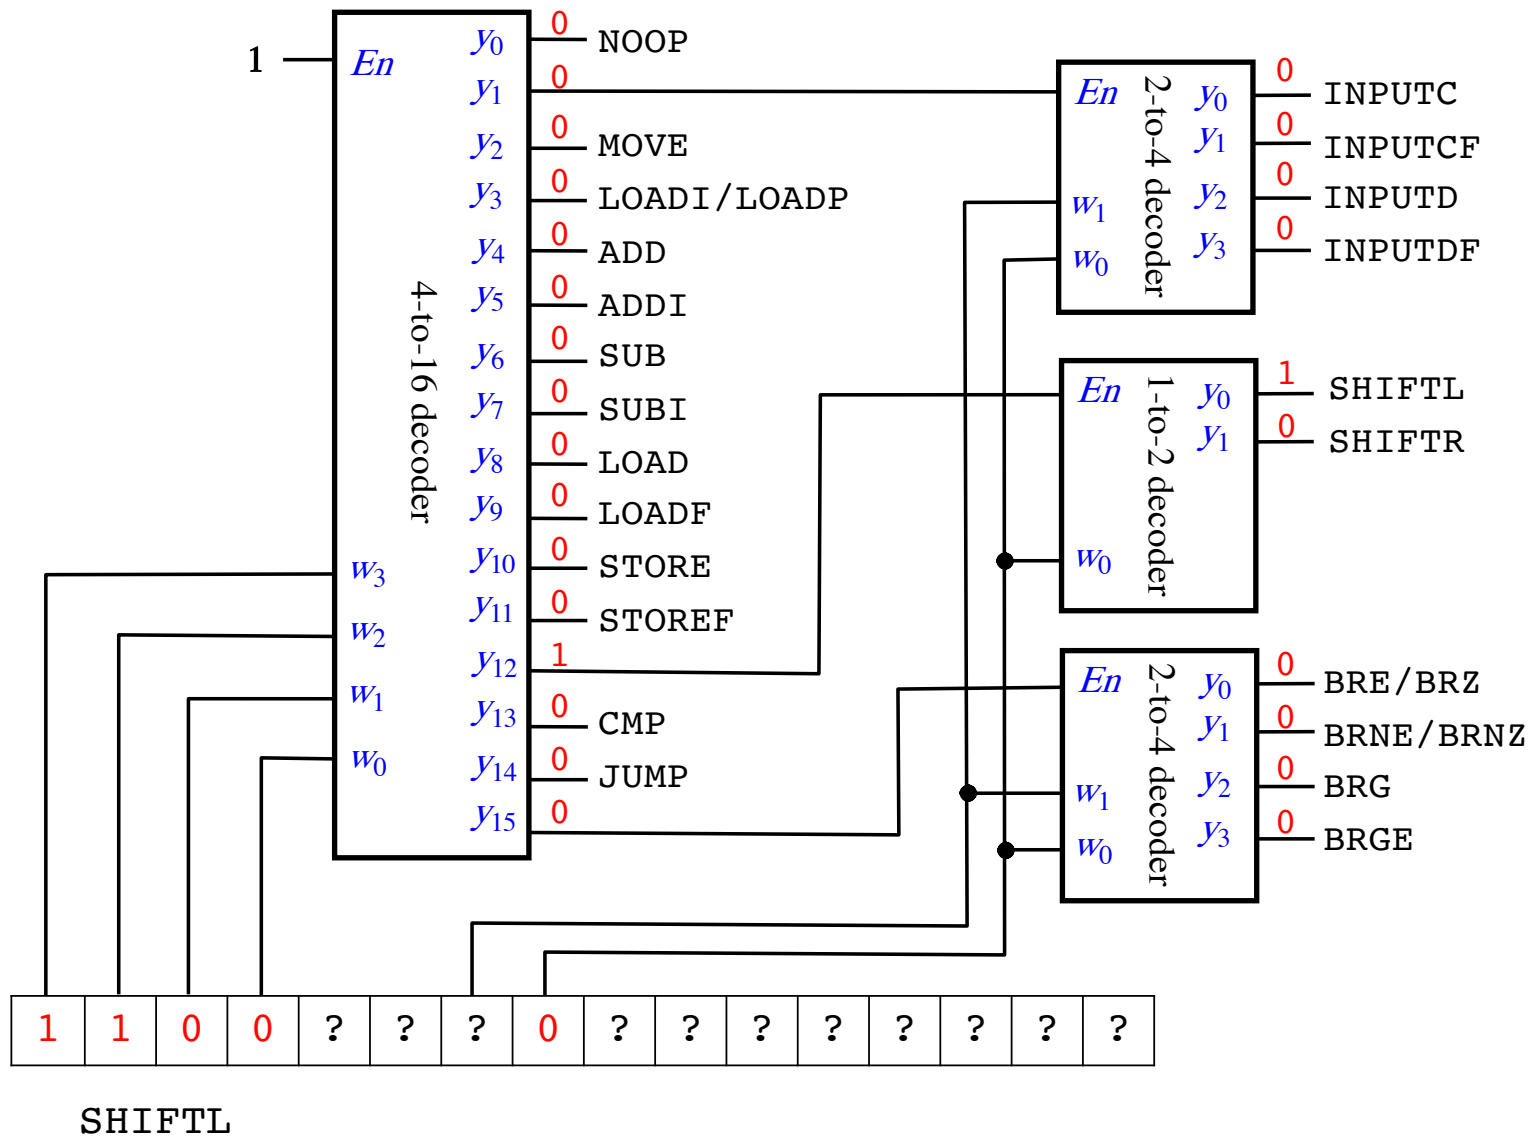 1
En
w3
w2
w1
w0
4-to-16 decoder
y0 0 NOOP
y1 0
y2 0 MOVE
y3 0 LOADI/LOADP
y4 0 ADD
y5 0 ADDI
y6 0 SUB
y7 0 SUBI
y8 0 LOAD
y9 0 LOADF
y10 0 STORE
y11 0 STOREF
y12 1
y13 0 CMP
y14 0 JUMP
y15 0
En
w1
w0
2-to-4 decoder
y0 0 INPUTC
y1 0 INPUTCF
y2 0 INPUTD
y3 0 INPUTDF
En
w0
1-to-2 decoder
y0 1 SHIFTL
y1 0 SHIFTR
En
w1
w0
2-to-4 decoder
y0 0 BRE/BRZ
y1 0 BRNE/BRNZ
y2 0 BRG
y3 0 BRGE
1 1 0 0 ? ? ? 0 ? ? ? ? ? ? ? ?
SHIFTL